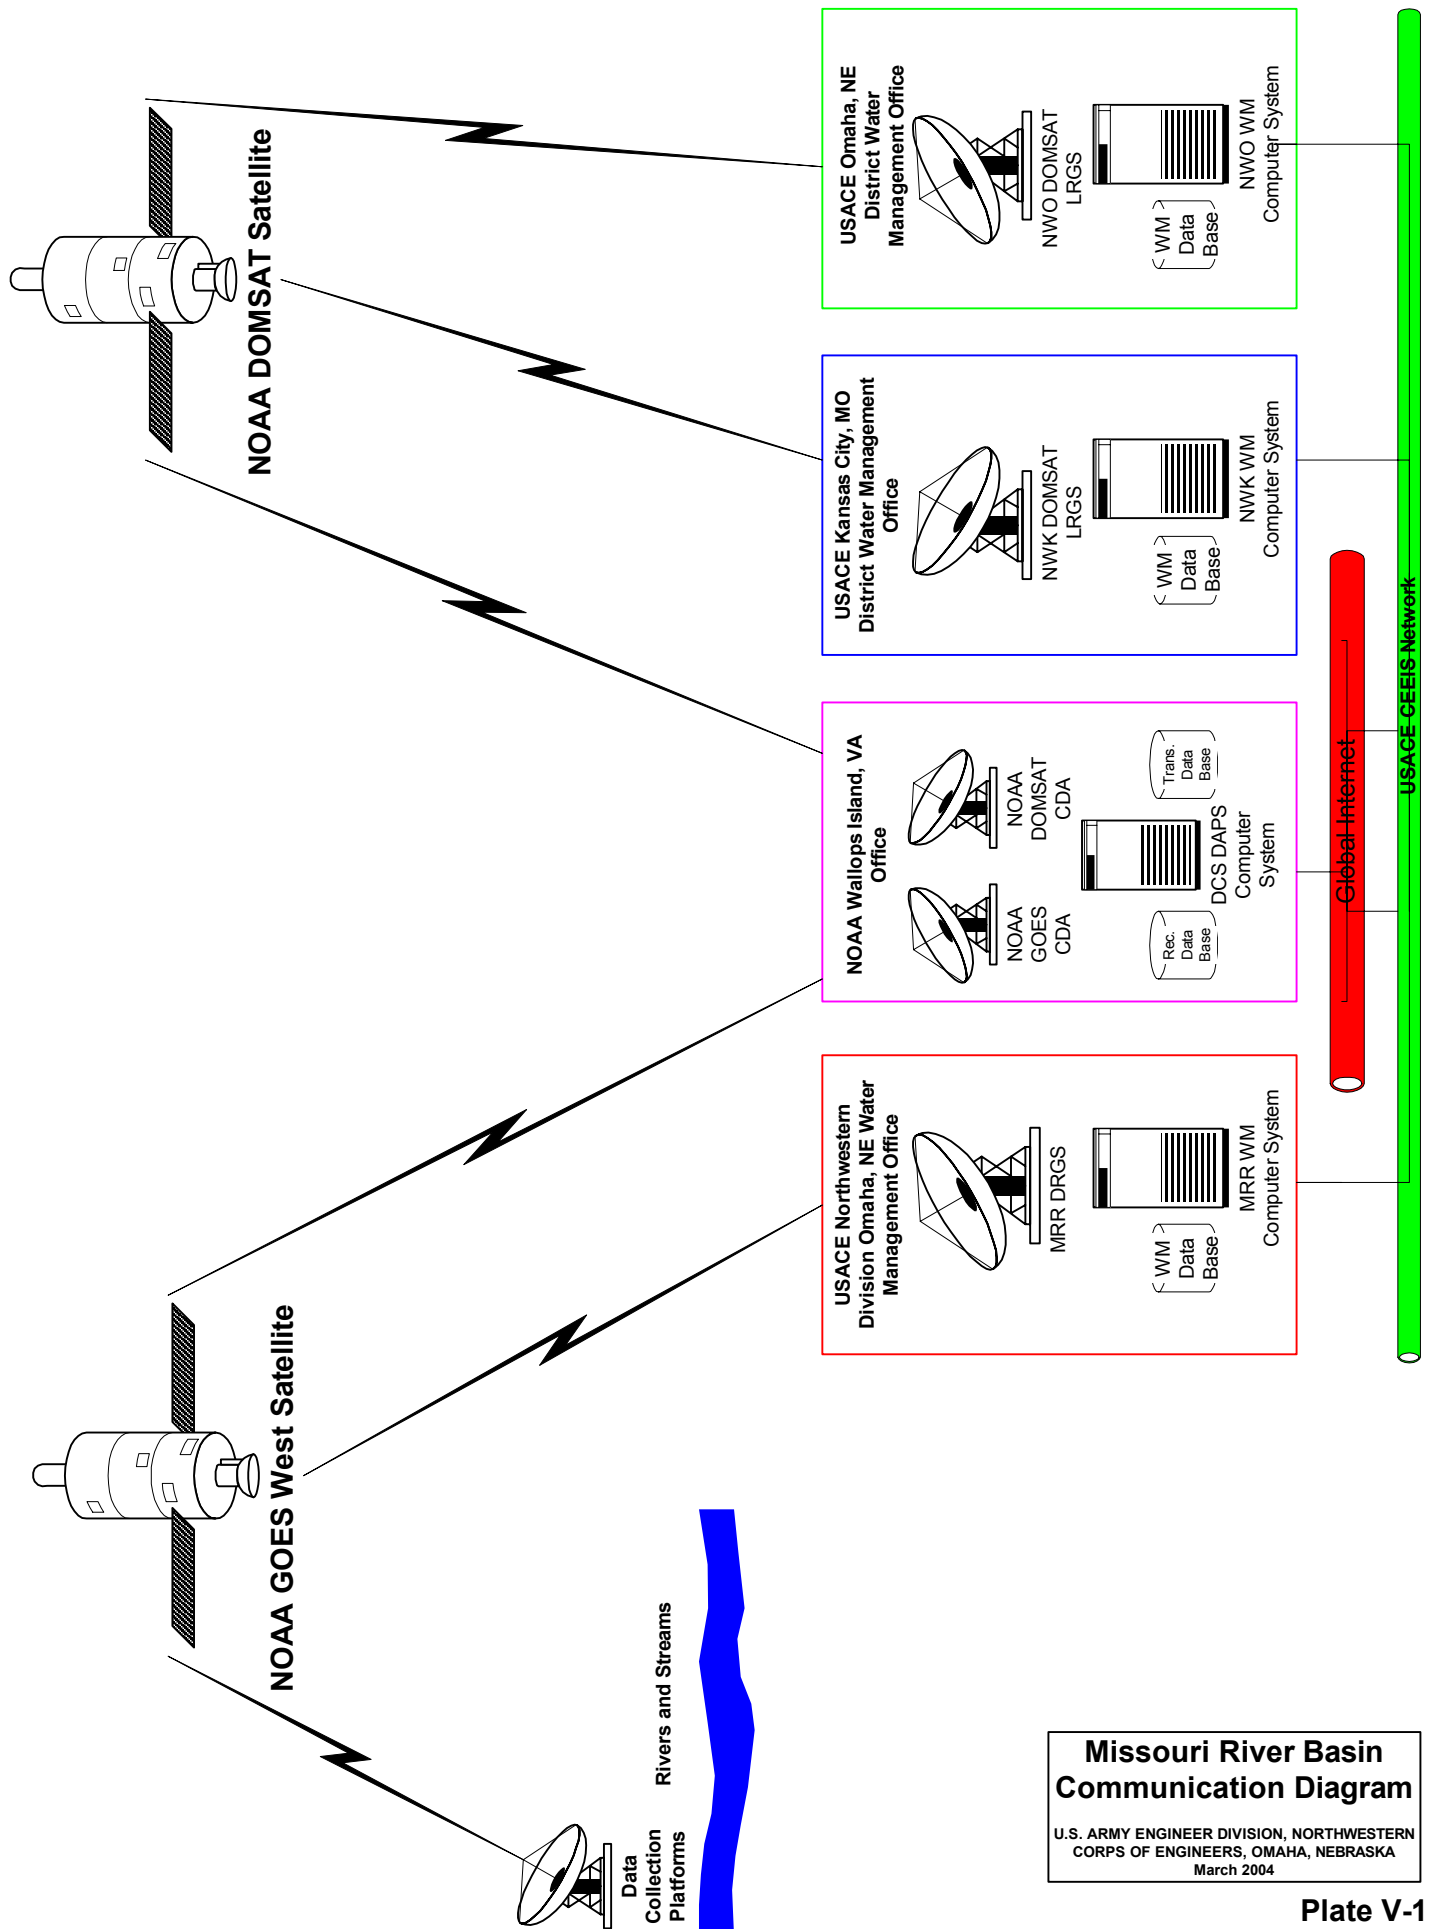 NOAA GOES West Satellite
NOAA DOMSAT Satellite
Data
Collection
Platforms
Rivers and Streams
USACE Northwestern
Division Omaha, NE Water
Management Office
MRR DRGS
WM
Data
Base
MRR WM
Computer System
NOAA Wallops Island, VA
Office
NOAA
GOES
CDA
NOAA
DOMSAT
CDA
Rec.
Data
Base
DCS DAPS
Computer
System
Trans.
Data
Base
USACE Kansas City, MO
District Water Management
Office
NWK DOMSAT
LRGS
WM
Data
Base
NWK WM
Computer System
USACE Omaha, NE
District Water
Management Office
NWO DOMSAT
LRGS
WM
Data
Base
NWO WM
Computer System
Global Internet
USACE CEEIS Network
Missouri River Basin
Communication Diagram
U.S. ARMY ENGINEER DIVISION, NORTHWESTERN
CORPS OF ENGINEERS, OMAHA, NEBRASKA
March 2004
Plate V-1